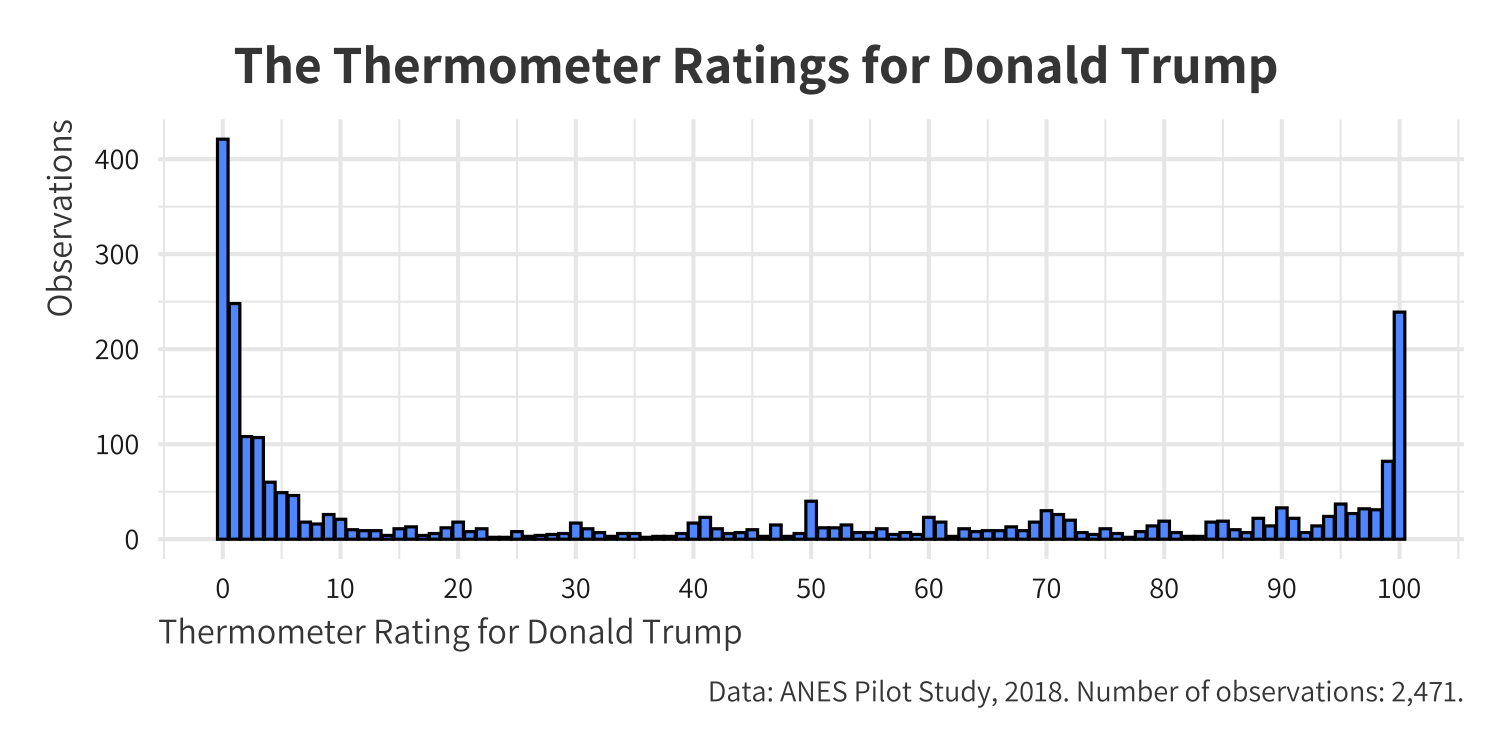 The Thermometer Ratings for Donald Trump
Observations
400
300
200
100
0
0 10 20 30 40 50 60 70 80 90 100
Thermometer Rating for Donald Trump
Data: ANES Pilot Study, 2018. Number of observations: 2,471.